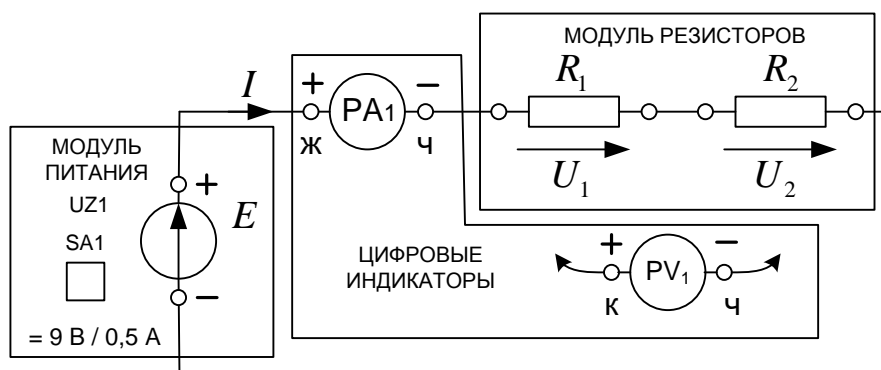 МОДУЛЬ РЕЗИСТОРОВ
R1
R2
I
+
PA1
−
ж
ч
U1
U2
МОДУЛЬ
ПИТАНИЯ
UZ1
SA1
+
E
−
= 9 В / 0,5 А
ЦИФРОВЫЕ
ИНДИКАТОРЫ
+
PV1
−
к
ч